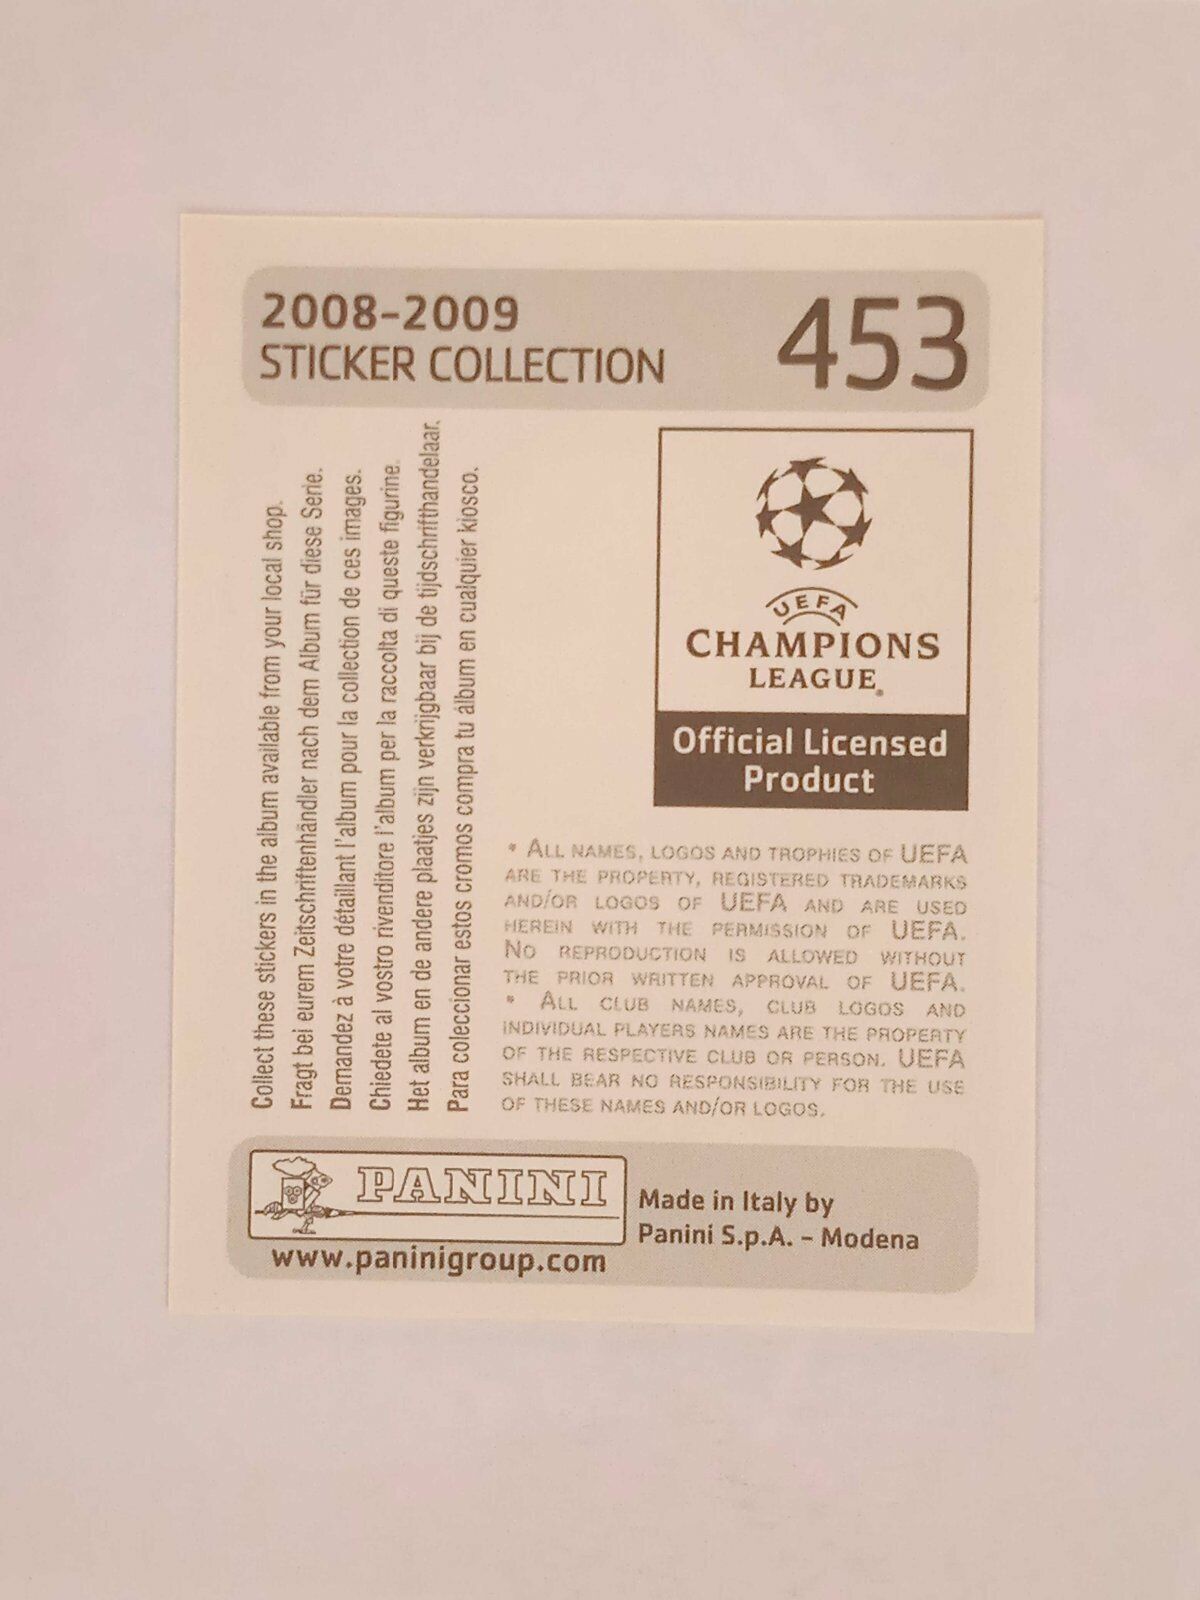 2008-2009
STICKER COLLECTION
453
Collect these stickers in the album available from your local shop.
Fragt bei eurem Zeitschriftenhändler nach dem Album für diese Serie.
Demandez à votre détaillant l'album pour la collection de ces images.
Chiedete al vostro rivenditore l'album per la raccolta di queste figurine.
Het album en de andere plaatjes zijn verkrijgbaar bij de tijdschrifthandelaar.
Para coleccionar estos cromos compra tu álbum en cualquier kiosco.
UEFA
CHAMPIONS
LEAGUE®
Official Licensed
Product
* ALL NAMES, LOGOS AND TROPHIES OF UEFA
ARE THE PROPERTY, REGISTERED TRADEMARKS
AND/OR LOGOS OF UEFA AND ARE USED
HEREIN WITH THE PERMISSION OF UEFA.
NO REPRODUCTION IS ALLOWED WITHOUT
THE PRIOR WRITTEN APPROVAL OF UEFA.
* ALL CLUB NAMES, CLUB LOGOS AND
INDIVIDUAL PLAYERS NAMES ARE THE PROPERTY
OF THE RESPECTIVE CLUB OR PERSON. UEFA
SHALL BEAR NO RESPONSIBILITY FOR THE USE
OF THESE NAMES AND/OR LOGOS.
PANINI
www.paninigroup.com
Made in Italy by
Panini S.p.A. - Modena